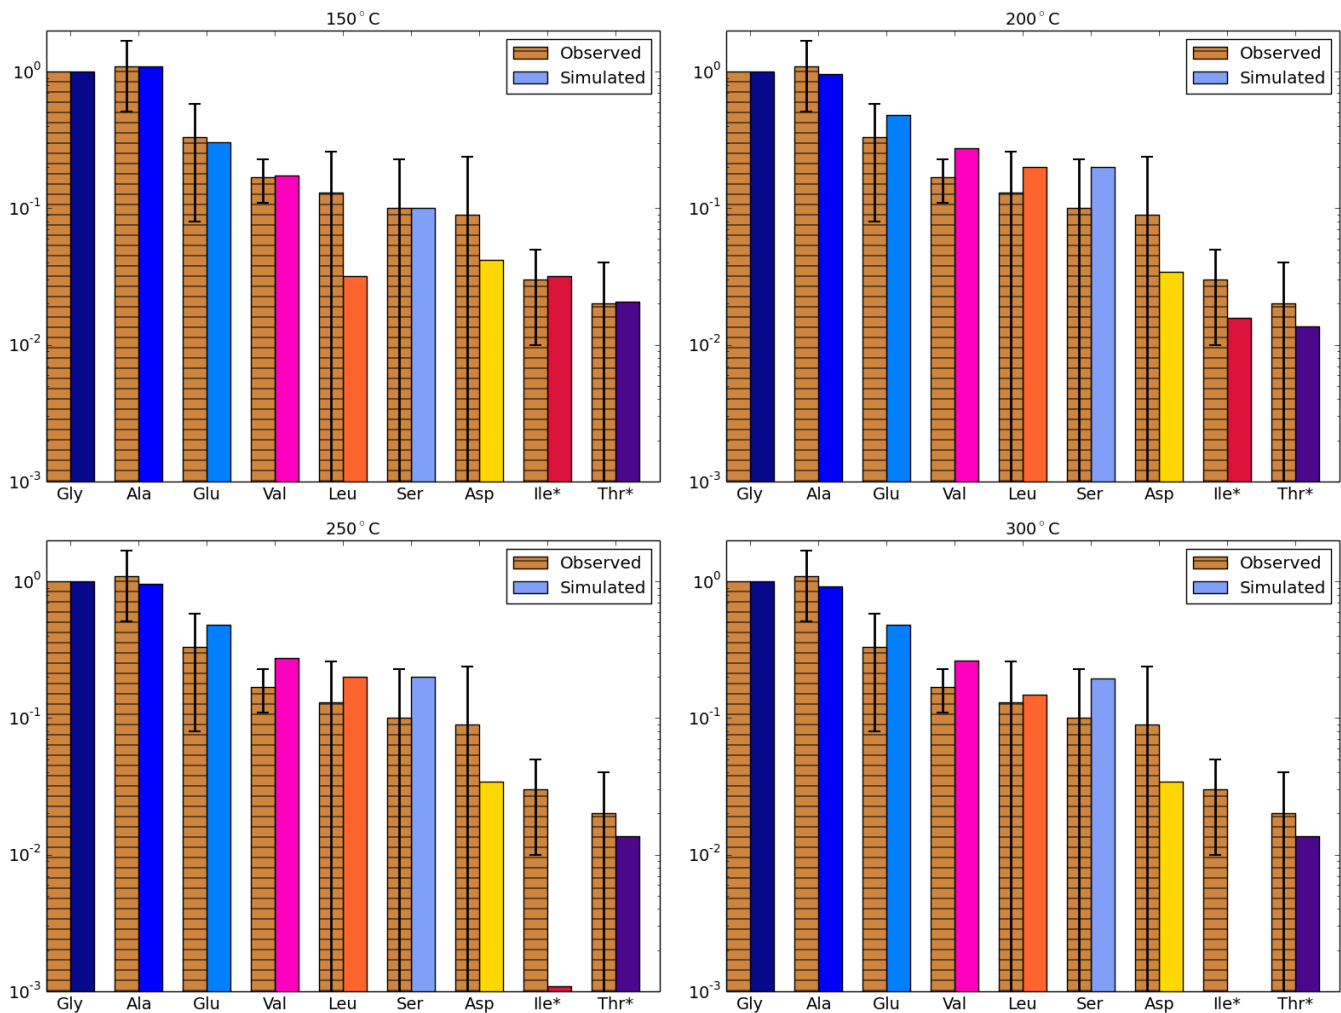 150°C
10^0
10^-1
10^-2
10^-3
Observed
Simulated
Gly Ala Glu Val Leu Ser Asp Ile* Thr*
200°C
10^0
10^-1
10^-2
10^-3
Observed
Simulated
Gly Ala Glu Val Leu Ser Asp Ile* Thr*
250°C
10^0
10^-1
10^-2
10^-3
Observed
Simulated
Gly Ala Glu Val Leu Ser Asp Ile* Thr*
300°C
10^0
10^-1
10^-2
10^-3
Observed
Simulated
Gly Ala Glu Val Leu Ser Asp Ile* Thr*